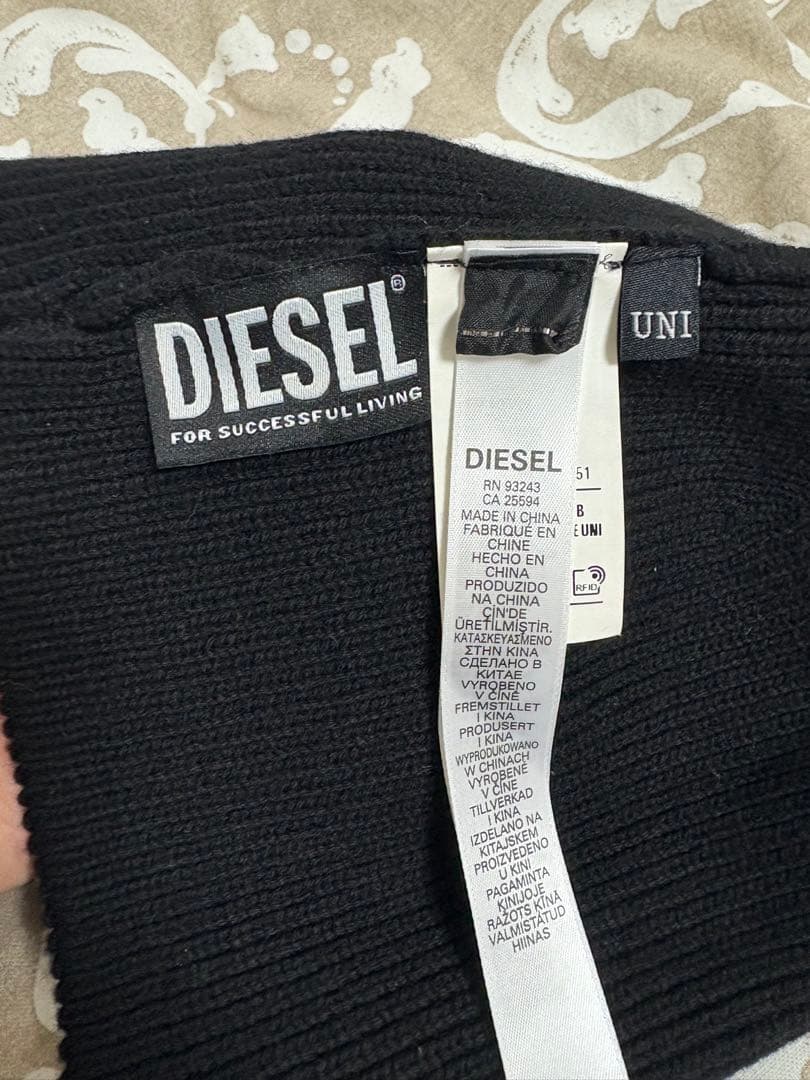 DIESEL®
FOR SUCCESSFUL LIVING
UNI
DIESEL
RN 93243
CA 25594
MADE IN CHINA
FABRIQUÉ EN
CHINE
HECHO EN
CHINA
PRODUZIDO
NA CHINA
ÇİN'DE
ÜRETİLMİŞTİR.
ΚΑΤΑΣΚΕΥΑΣΜΕΝΟ
ΣΤΗΝ ΚΙΝΑ
СДЕЛАНО В
КИТАЕ
VYROBENO
V ČÍNĚ
FREMSTILLET
I KINA
PRODUSERT
I KINA
WYPRODUKOWANO
W CHINACH
VYROBENÉ
V ČÍNE
TILLVERKAD
I KINA
IZDELANO NA
KITAJSKEM
PROIZVEDENO
U KINI
PAGAMINTA
KINIJOJE
RAŽOTS ĶĪNĀ
VALMISTATUD
HIINAS
51
B
E UNI
RFID